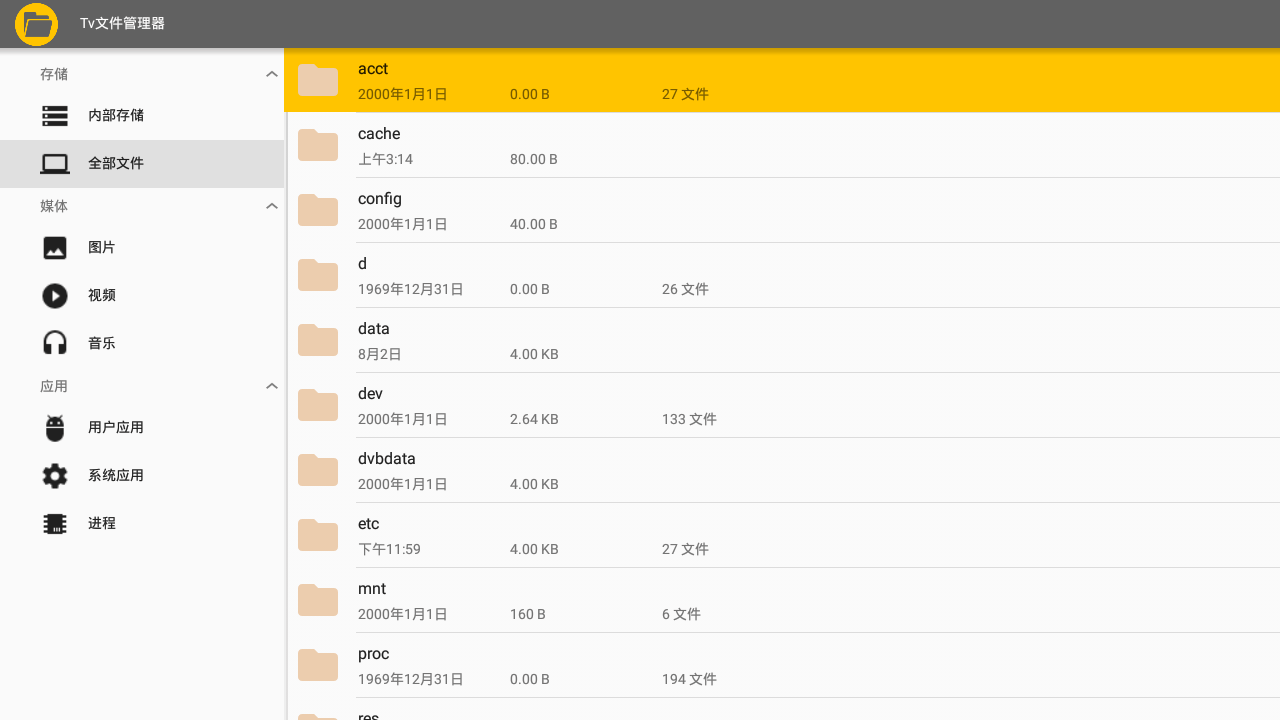 Tv文件管理器
存储
内部存储
全部文件
媒体
图片
视频
音乐
应用
用户应用
系统应用
进程
acct
2000年1月1日 0.00 B 27 文件
cache
上午3:14 80.00 B
config
2000年1月1日 40.00 B
d
1969年12月31日 0.00 B 26 文件
data
8月2日 4.00 KB
dev
2000年1月1日 2.64 KB 133 文件
dvbdata
2000年1月1日 4.00 KB
etc
下午11:59 4.00 KB 27 文件
mnt
2000年1月1日 160 B 6 文件
proc
1969年12月31日 0.00 B 194 文件
res